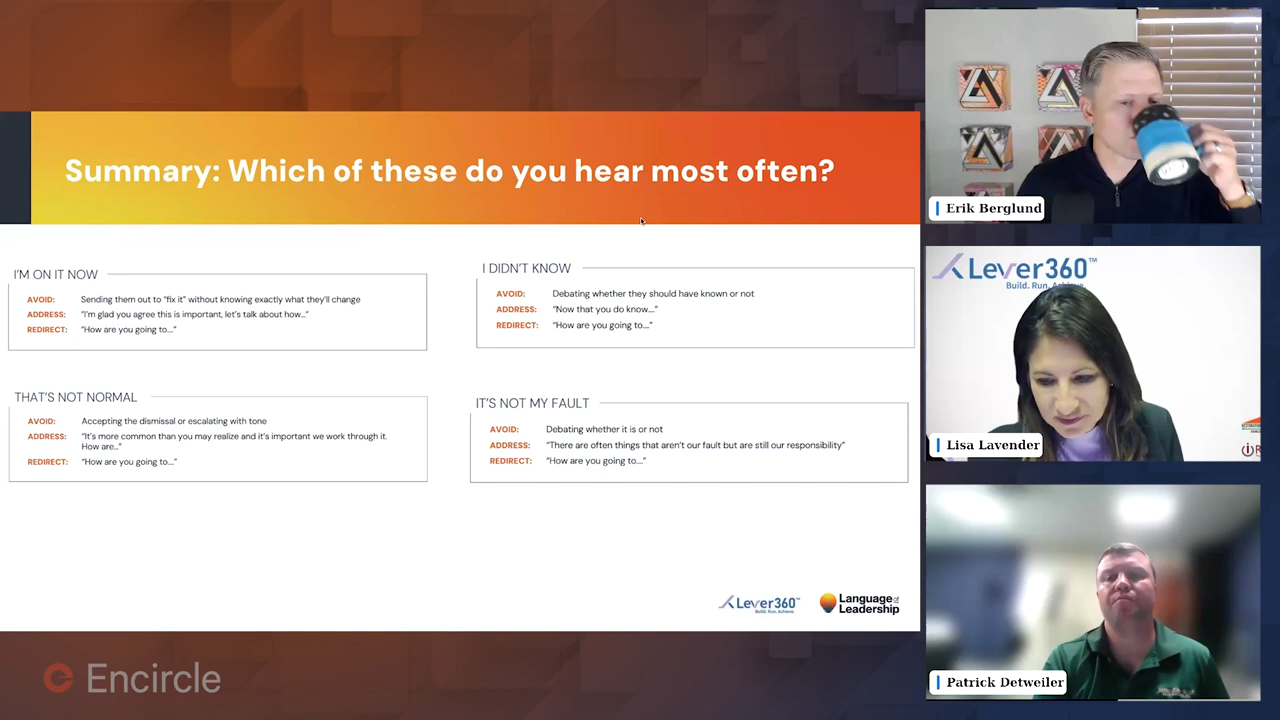 Summary: Which of these do you hear most often?
I'M ON IT NOW
AVOID: Sending them out to "fix it" without knowing exactly what they'll change
ADDRESS: "I'm glad you agree this is important, let's talk about how..."
REDIRECT: "How are you going to..."
I DIDN'T KNOW
AVOID: Debating whether they should have known or not
ADDRESS: "Now that you do know...."
REDIRECT: "How are you going to...."
THAT'S NOT NORMAL
AVOID: Accepting the dismissal or escalating with tone
ADDRESS: "It's more common than you may realize and it's important we work through it.
How are..."
REDIRECT: "How are you going to..."
IT'S NOT MY FAULT
AVOID: Debating whether it is or not
ADDRESS: "There are often things that aren't our fault but are still our responsibility"
REDIRECT: "How are you going to...."
Lever360™
Build. Run. Achieve.
Language of
Leadership
Encircle
Erik Berglund
Lever360™
Build. Run. Achieve.
Lisa Lavender
Patrick Detweiler